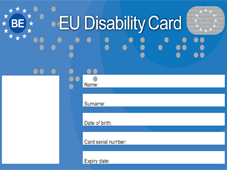 BE
EU Disability Card
Name:
Surname:
Date of birth:
Card serial number:
Expiry date: